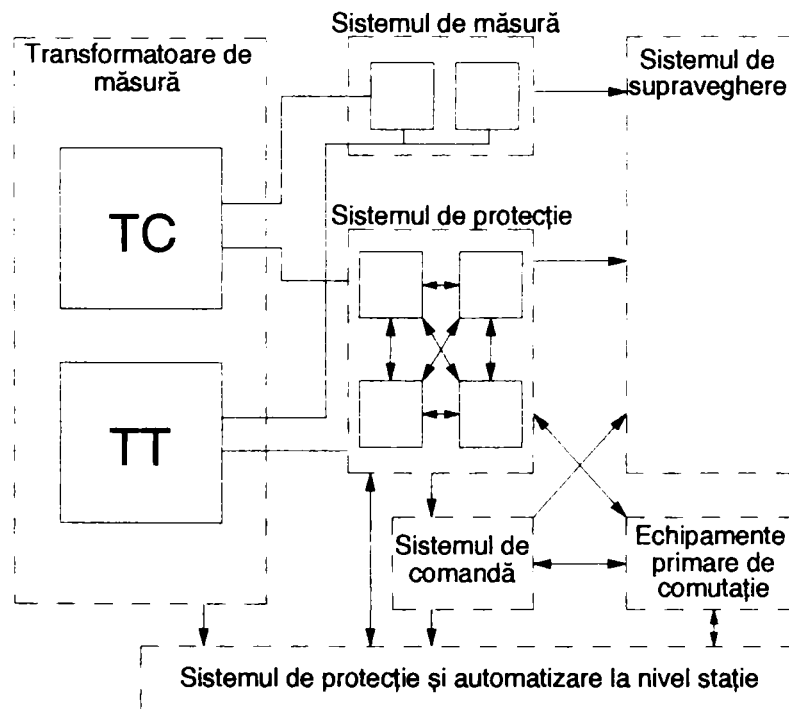 Transformatoare de
măsură
TC
TT
Sistemul de măsură
Sistemul de protecție
Sistemul de
supraveghere
Sistemul de
comandă
Echipamente
primare de
comutație
Sistemul de protecție și automatizare la nivel stație